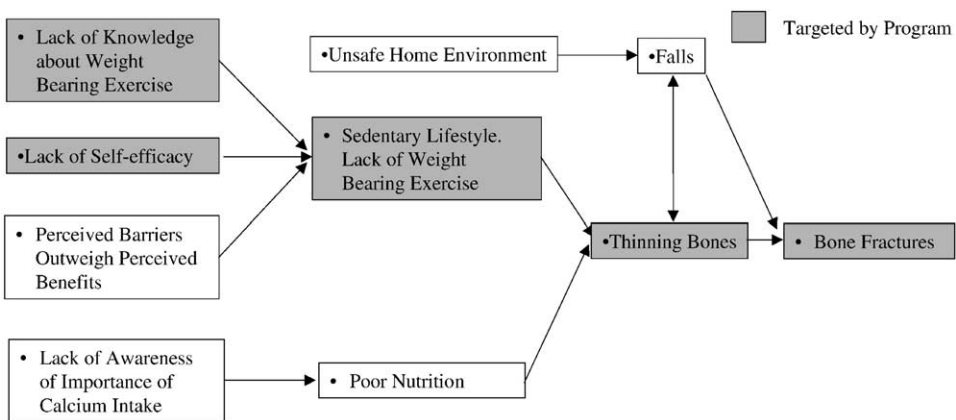 • Lack of Knowledge
about Weight
Bearing Exercise
•Unsafe Home Environment
•Falls
Targeted by Program
•Lack of Self-efficacy
• Sedentary Lifestyle.
Lack of Weight
Bearing Exercise
• Perceived Barriers
Outweigh Perceived
Benefits
•Thinning Bones
• Bone Fractures
• Lack of Awareness
of Importance of
Calcium Intake
• Poor Nutrition